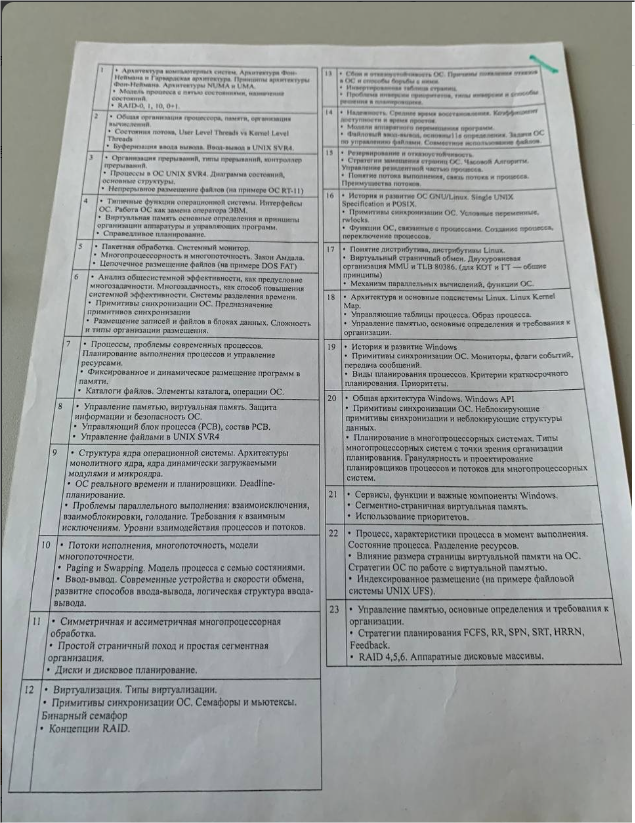 1
• Архитектура компьютерных систем. Архитектура Фон-
Неймана и Гарвардская архитектура. Принципы архитектуры
Фон-Неймана. Архитектуры NUMA и UMA.
• Модель процесса с пятью состояниями, назначения
состояний.
• RAID-0, 1, 10, 0+1.
2
• Общая организация процессора, памяти, организация
вычислений.
• Состояния потока, User Level Threads vs Kernel Level
Threads
• Буферизация ввода вывода. Ввод-вывод в UNIX SVR4.
3
• Организация прерываний, типы прерываний, контроллер
прерываний.
• Процессы в ОС UNIX SVR4. Диаграмма состояний,
основные структуры.
• Непрерывное размещение файлов (на примере ОС RT-11)
4
• Типичные функции операционной системы. Интерфейсы
ОС. Работа ОС как замена оператора ЭВМ.
• Виртуальная память основные определения и принципы
организации аппаратуры и управляющих программ.
• Справедливое планирование.
5
• Пакетная обработка. Системный монитор.
• Многопроцессорность и многопоточность. Закон Амдала.
• Цепочечное размещение файлов (на примере DOS FAT)
6
• Анализ общесистемной эффективности, как предусловие
многозадачности. Многозадачность, как способ повышения
системной эффективности. Системы разделения времени.
• Примитивы синхронизации ОС. Предназначение
примитивов синхронизации
• Размещение записей и файлов в блоках данных. Сложность
и типы организации размещения.
7
• Процессы, проблемы современных процессов.
Планирование выполнения процессов и управление
ресурсами.
• Фиксированное и динамическое размещение программ в
памяти.
• Каталоги файлов. Элементы каталога, операции ОС.
8
• Управление памятью, виртуальная память. Защита
информации и безопасность ОС.
• Управляющий блок процесса (PCB), состав PCB.
• Управление файлами в UNIX SVR4
9
• Структура ядра операционной системы. Архитектуры
монолитного ядра, ядра динамически загружаемыми
модулями и микроядра.
• ОС реального времени и планировщики. Deadline-
планирование.
• Проблемы параллельного выполнения: взаимоисключения,
взаимоблокировки, голодание. Требования к взаимным
исключениям. Уровни взаимодействия процессов и потоков.
10
• Потоки исполнения, многопоточность, модели
многопоточности.
• Paging и Swapping. Модель процесса с семью состояниями.
• Ввод-вывод. Современные устройства и скорости обмена,
развитие способов ввода-вывода, логическая структура ввода-
вывода.
11
• Симметричная и ассиметричная многопроцессорная
обработка.
• Простой страничный поход и простая сегментная
организация.
• Диски и дисковое планирование.
12
• Виртуализация. Типы виртуализации.
• Примитивы синхронизации ОС. Семафоры и мьютексы.
Бинарный семафор
• Концепции RAID.
13
• Сбои и отказоустойчивость ОС. Причины появления отказов
в ОС и способы борьбы с ними.
• Инвертированная таблица страниц.
• Проблема инверсии приоритетов, типы инверсии и способы
решения в планировщике.
14
• Надежность. Среднее время восстановления. Коэффициент
доступности и время простоя.
• Модели аппаратного перемещения программ.
• Файловый ввод-вывод, основны11е определения. Задачи ОС
по управлению файлами. Совместное использование файлов.
15
• Резервирование и отказоустойчивость.
• Стратегии замещения страниц ОС. Часовой Алгоритм.
Управление резидентной частью процесса.
• Понятие потока выполнения, связь потока и процесса.
Преимущества потоков.
16
• История и развитие ОС GNU/Linux. Single UNIX
Specification и POSIX.
• Примитивы синхронизации ОС. Условные переменные,
rwlocks.
• Функции ОС, связанные с процессами. Создание процесса,
переключение процессов.
17
• Понятие дистрибутива, дистрибутивы Linux.
• Виртуальный страничный обмен. Двухуровневая
организация MMU и TLB 80386. (для КОТ и ГТ — общие
принципы)
• Механизм параллельных вычислений, функции ОС.
18
• Архитектура и основные подсистемы Linux. Linux Kernel
Map.
• Управляющие таблицы процесса. Образ процесса.
• Управление памятью, основные определения и требования к
организации.
19
• История и развитие Windows
• Примитивы синхронизации ОС. Мониторы, флаги событий,
передача сообщений.
• Виды планирования процесса. Критерии краткосрочного
планирования. Приоритеты.
20
• Общая архитектура Windows. Windows API
• Примитивы синхронизации ОС. Неблокирующие
примитивы синхронизации и неблокирующие структуры
данных.
• Планирование в многопроцессорных системах. Типы
многопроцессорных систем с точки зрения организации
планирования. Гранулярность и проектирование
планировщиков процессов и потоков для многопроцессорных
систем.
21
• Сервисы, функции и важные компоненты Windows.
• Сегментно-страничная виртуальная память.
• Использование приоритетов.
22
• Процесс, характеристики процесса в момент выполнения.
Состояние процесса. Разделение ресурсов.
• Влияние размера страницы виртуальной памяти на ОС.
Стратегии ОС по работе с виртуальной памятью.
• Индексированное размещение (на примере файловой
системы UNIX UFS).
23
• Управление памятью, основные определения и требования к
организации.
• Стратегии планирования FCFS, RR, SPN, SRT, HRRN,
Feedback.
• RAID 4,5,6. Аппаратные дисковые массивы.